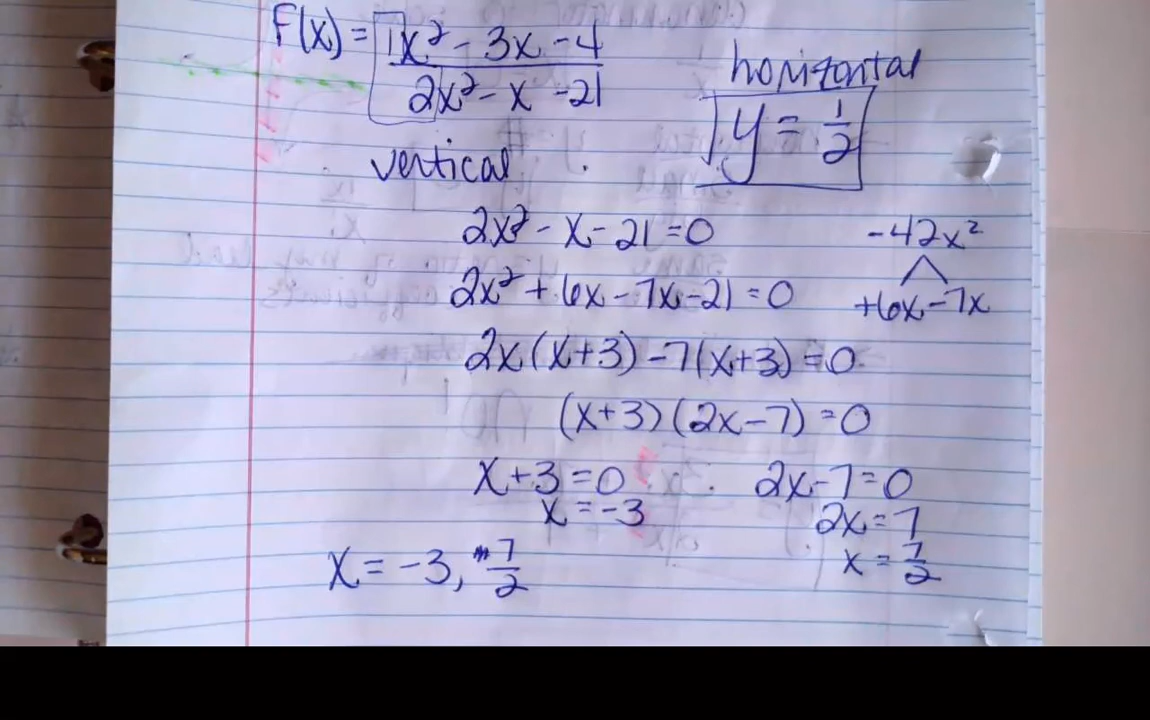 F(x) = 1x² - 3x - 4
2x² - x - 21
horizontal
y = 1/2
vertical
2x² - x - 21 = 0
-42x²
2x² + 6x - 7x - 21 = 0
+6x -7x
2x(x+3) - 7(x+3) = 0
(x+3)(2x-7) = 0
x+3 = 0
2x-7 = 0
x = -3
2x = 7
x = 7/2
x = -3, 7/2